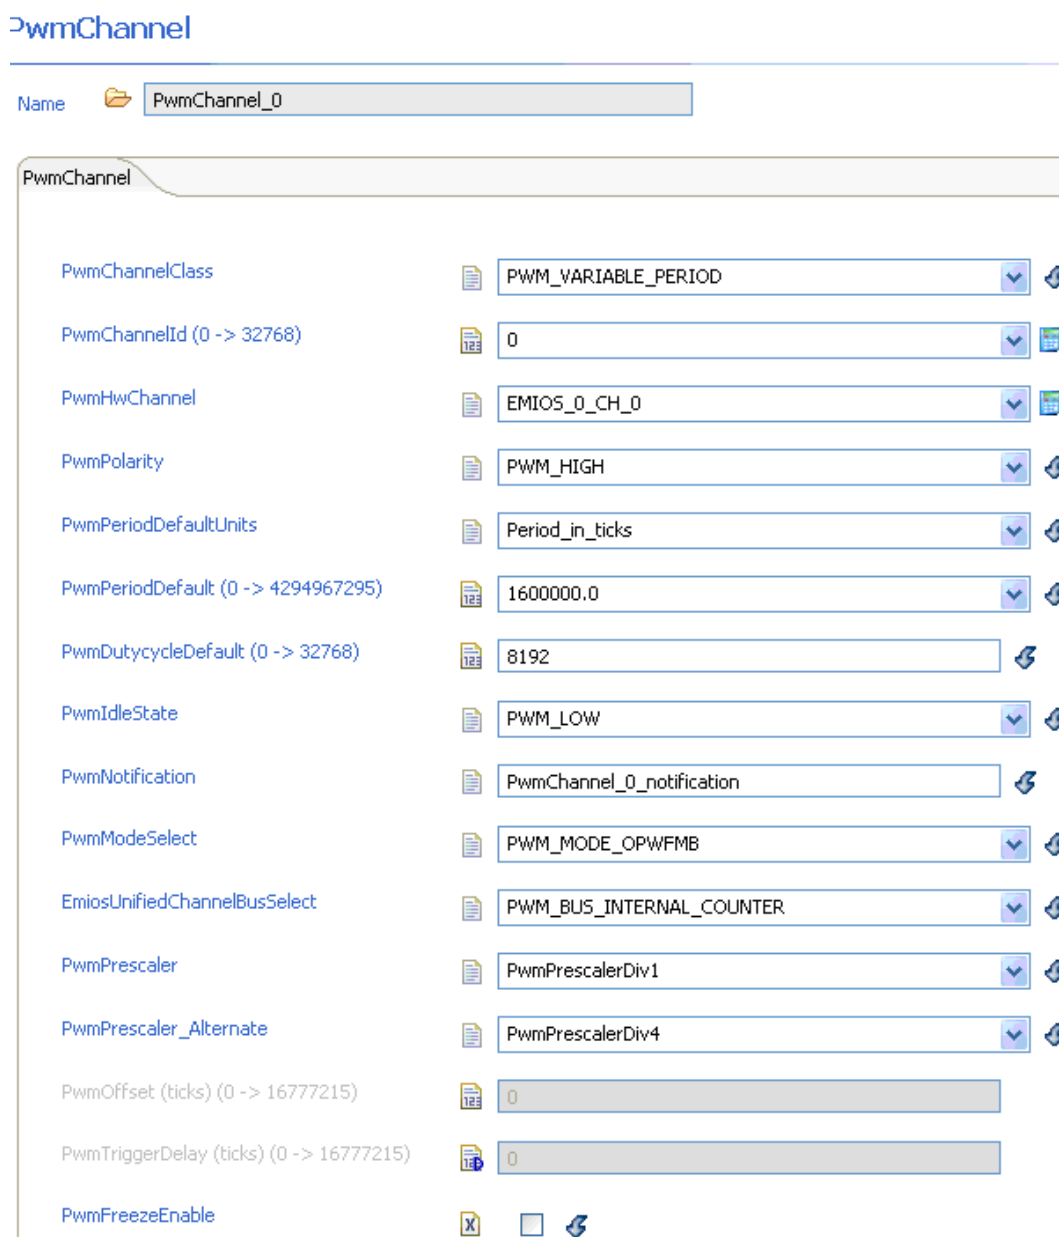 PwmChannel
Name PwmChannel_0
PwmChannel
PwmChannelClass PWM_VARIABLE_PERIOD
PwmChannelId (0 -> 32768) 0
PwmHwChannel EMIOS_0_CH_0
PwmPolarity PWM_HIGH
PwmPeriodDefaultUnits Period_in_ticks
PwmPeriodDefault (0 -> 4294967295) 1600000.0
PwmDutycycleDefault (0 -> 32768) 8192
PwmIdleState PWM_LOW
PwmNotification PwmChannel_0_notification
PwmModeSelect PWM_MODE_OPWFMB
EmiosUnifiedChannelBusSelect PWM_BUS_INTERNAL_COUNTER
PwmPrescaler PwmPrescalerDiv1
PwmPrescaler_Alternate PwmPrescalerDiv4
PwmOffset (ticks) (0 -> 16777215) 0
PwmTriggerDelay (ticks) (0 -> 16777215) 0
PwmFreezeEnable